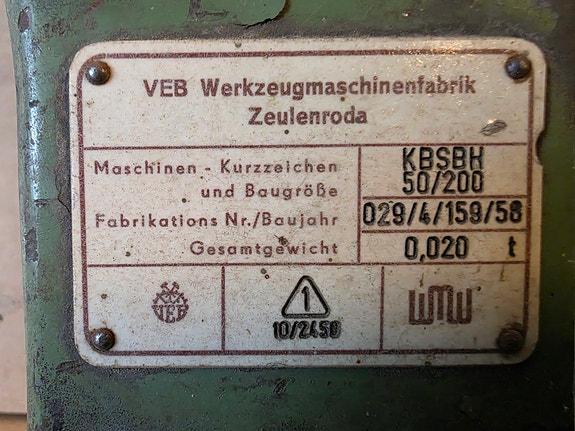 VEB Werkzeugmaschinenfabrik
Zeulenroda
Maschinen - Kurzzeichen
und Baugröße
KBSBH
50/200
Fabrikations Nr./Baujahr
029/4/159/58
Gesamtgewicht
0,020 t
VEB
1
10/2458
WMW